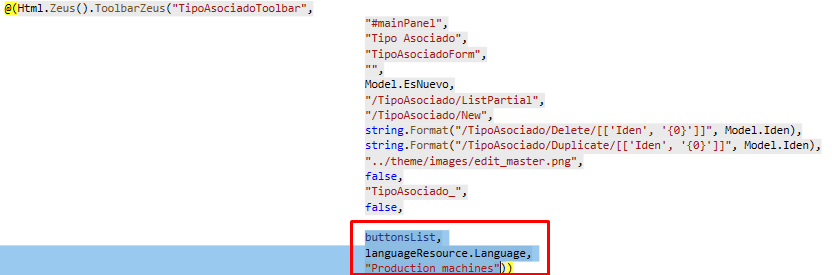 @(Html.Zeus().ToolbarZeus("TipoAsociadoToolbar",
"#mainPanel",
"Tipo Asociado",
"TipoAsociadoForm",
"",
Model.EsNuevo,
"/TipoAsociado/ListPartial",
"/TipoAsociado/New",
string.Format("/TipoAsociado/Delete/[['Iden', '{0}']]", Model.Iden),
string.Format("/TipoAsociado/Duplicate/[['Iden', '{0}']]", Model.Iden),
"../theme/images/edit_master.png",
false,
"TipoAsociado_",
false,
buttonsList,
languageResource.Language,
"Production machines"))